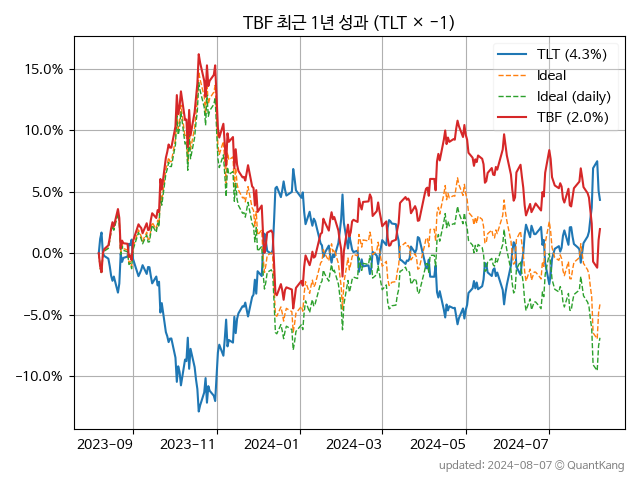 TBF 최근 1년 성과 (TLT × −1)
TLT (4.3%)
Ideal
Ideal (daily)
TBF (2.0%)
15.0%
10.0%
5.0%
0.0%
−5.0%
−10.0%
2023-09 2023-11 2024-01 2024-03 2024-05 2024-07
updated: 2024-08-07 © QuantKang